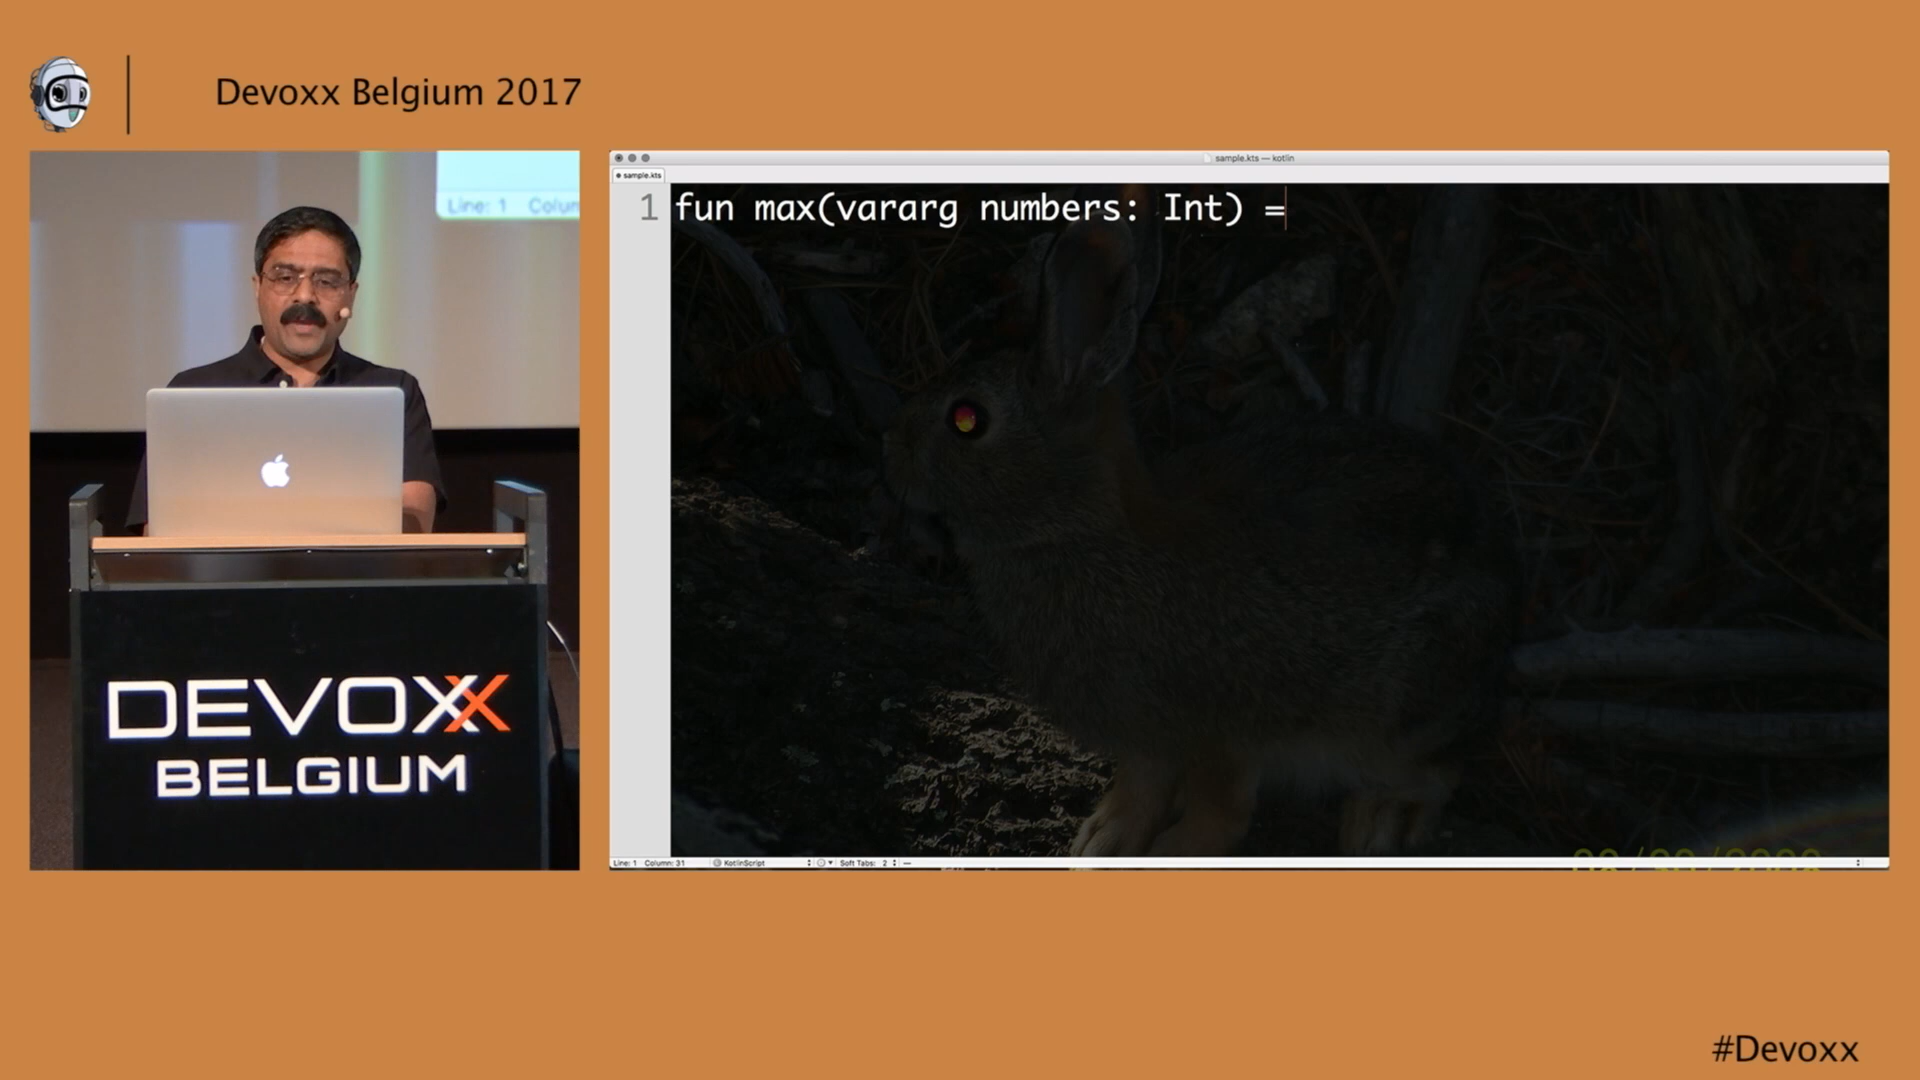 Devoxx Belgium 2017
Line: 1 Colum
DEVOXX
BELGIUM
sample.kts — kotlin
sample.kts
1 fun max(vararg numbers: Int) =
Line: 1 Column: 31 KotlinScript Soft Tabs: 2
#Devoxx